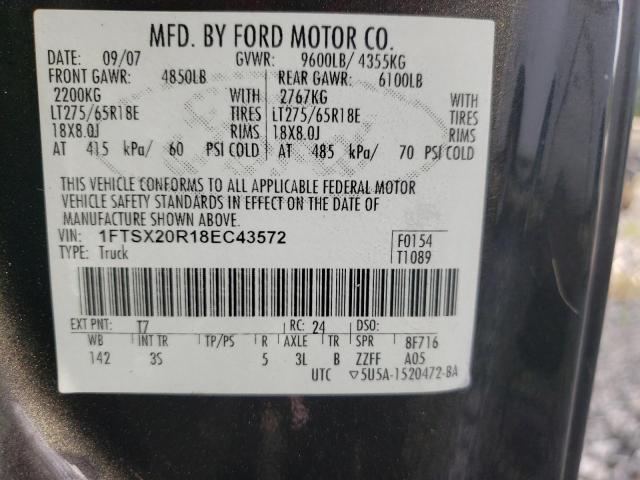 MFD. BY FORD MOTOR CO.
DATE: 09/07 GVWR: 9600LB/ 4355KG
FRONT GAWR: 4850LB REAR GAWR: 6100LB
2200KG WITH 2767KG WITH
LT275/65R18E TIRES LT275/65R18E TIRES
18X8.0J RIMS 18X8.0J RIMS
AT 415 kPa/ 60 PSI COLD AT 485 kPa/ 70 PSI COLD
THIS VEHICLE CONFORMS TO ALL APPLICABLE FEDERAL MOTOR
VEHICLE SAFETY STANDARDS IN EFFECT ON THE DATE OF
MANUFACTURE SHOWN ABOVE.
VIN: 1FTSX20R18EC43572 F0154
TYPE: Truck T1089
EXT PNT: T7 RC: 24 DSO:
WB INT TR TP/PS R AXLE TR SPR 8F716
142 3S 5 3L B ZZFF A05
UTC ▽5U5A-1520472-BA